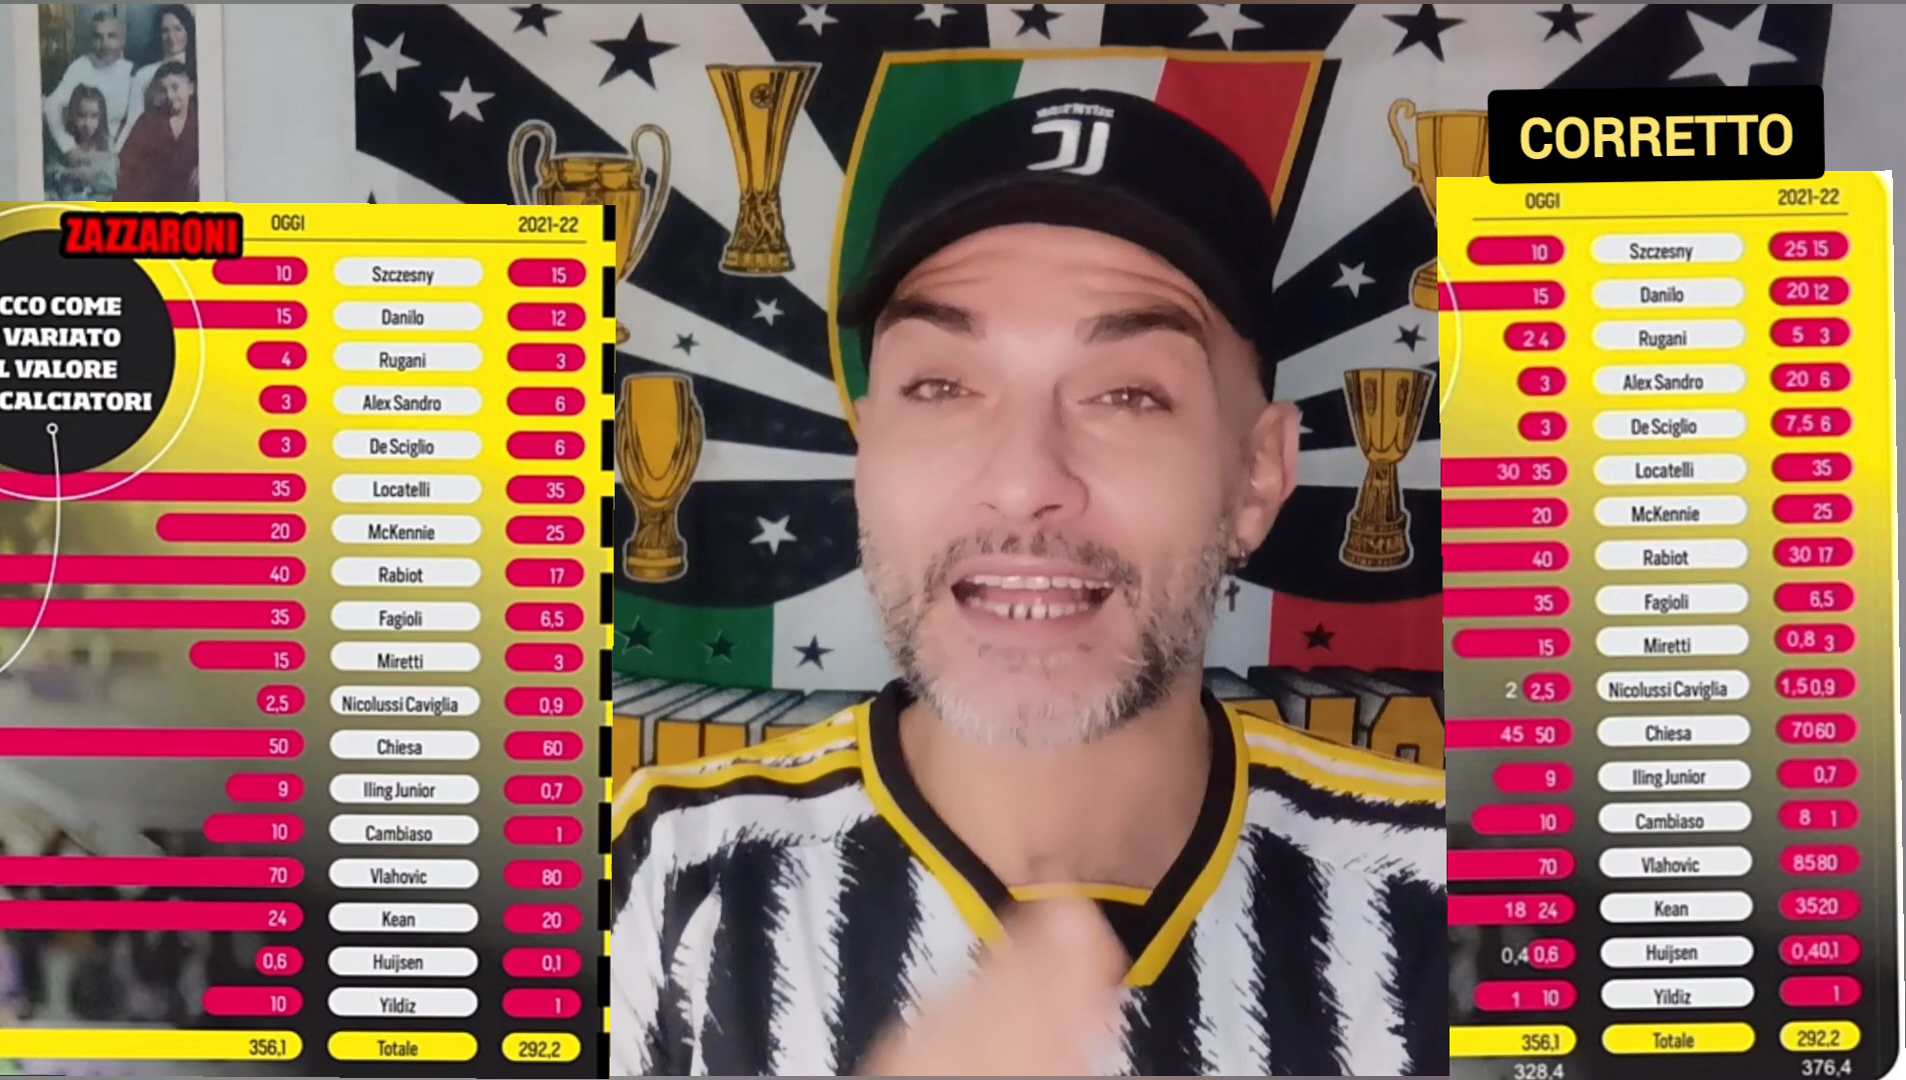 ZAZZARONI
OGGI 2021-22
CCO COME
VARIATO
L VALORE
CALCIATORI
10 Szczesny 15
15 Danilo 12
4 Rugani 3
3 Alex Sandro 6
3 De Sciglio 6
35 Locatelli 35
20 McKennie 25
40 Rabiot 17
35 Fagioli 6,5
15 Miretti 3
2,5 Nicolussi Caviglia 0,9
50 Chiesa 60
9 Iling Junior 0,7
10 Cambiaso 1
70 Vlahovic 80
24 Kean 20
0,6 Huijsen 0,1
10 Yildiz 1
356,1 Totale 292,2
JUVENTUS
CORRETTO
OGGI 2021-22
10 Szczesny 25 15
15 Danilo 20 12
2 4 Rugani 5 3
3 Alex Sandro 20 6
3 De Sciglio 7,5 6
30 35 Locatelli 35
20 McKennie 25
40 Rabiot 30 17
35 Fagioli 6,5
15 Miretti 0,8 3
2 2,5 Nicolussi Caviglia 1,5 0,9
45 50 Chiesa 70 60
9 Iling Junior 0,7
10 Cambiaso 8 1
70 Vlahovic 85 80
18 24 Kean 35 20
0,4 0,6 Huijsen 0,4 0,1
1 10 Yildiz 1
356,1 Totale 292,2
328,4 376,4